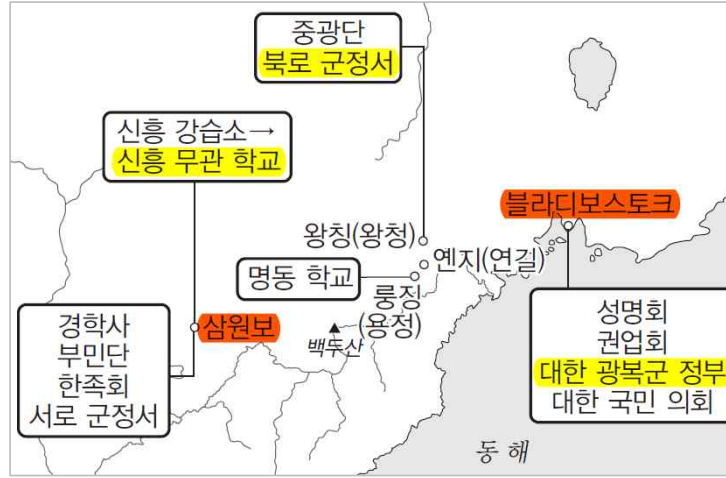 중광단
북로 군정서
신흥 강습소→
신흥 무관 학교
블라디보스토크
왕칭(왕청)
옌지(연길)
명동 학교
룽징
(용정)
삼원보
백두산
경학사
부민단
한족회
서로 군정서
성명회
권업회
대한 광복군 정부
대한 국민 의회
동해